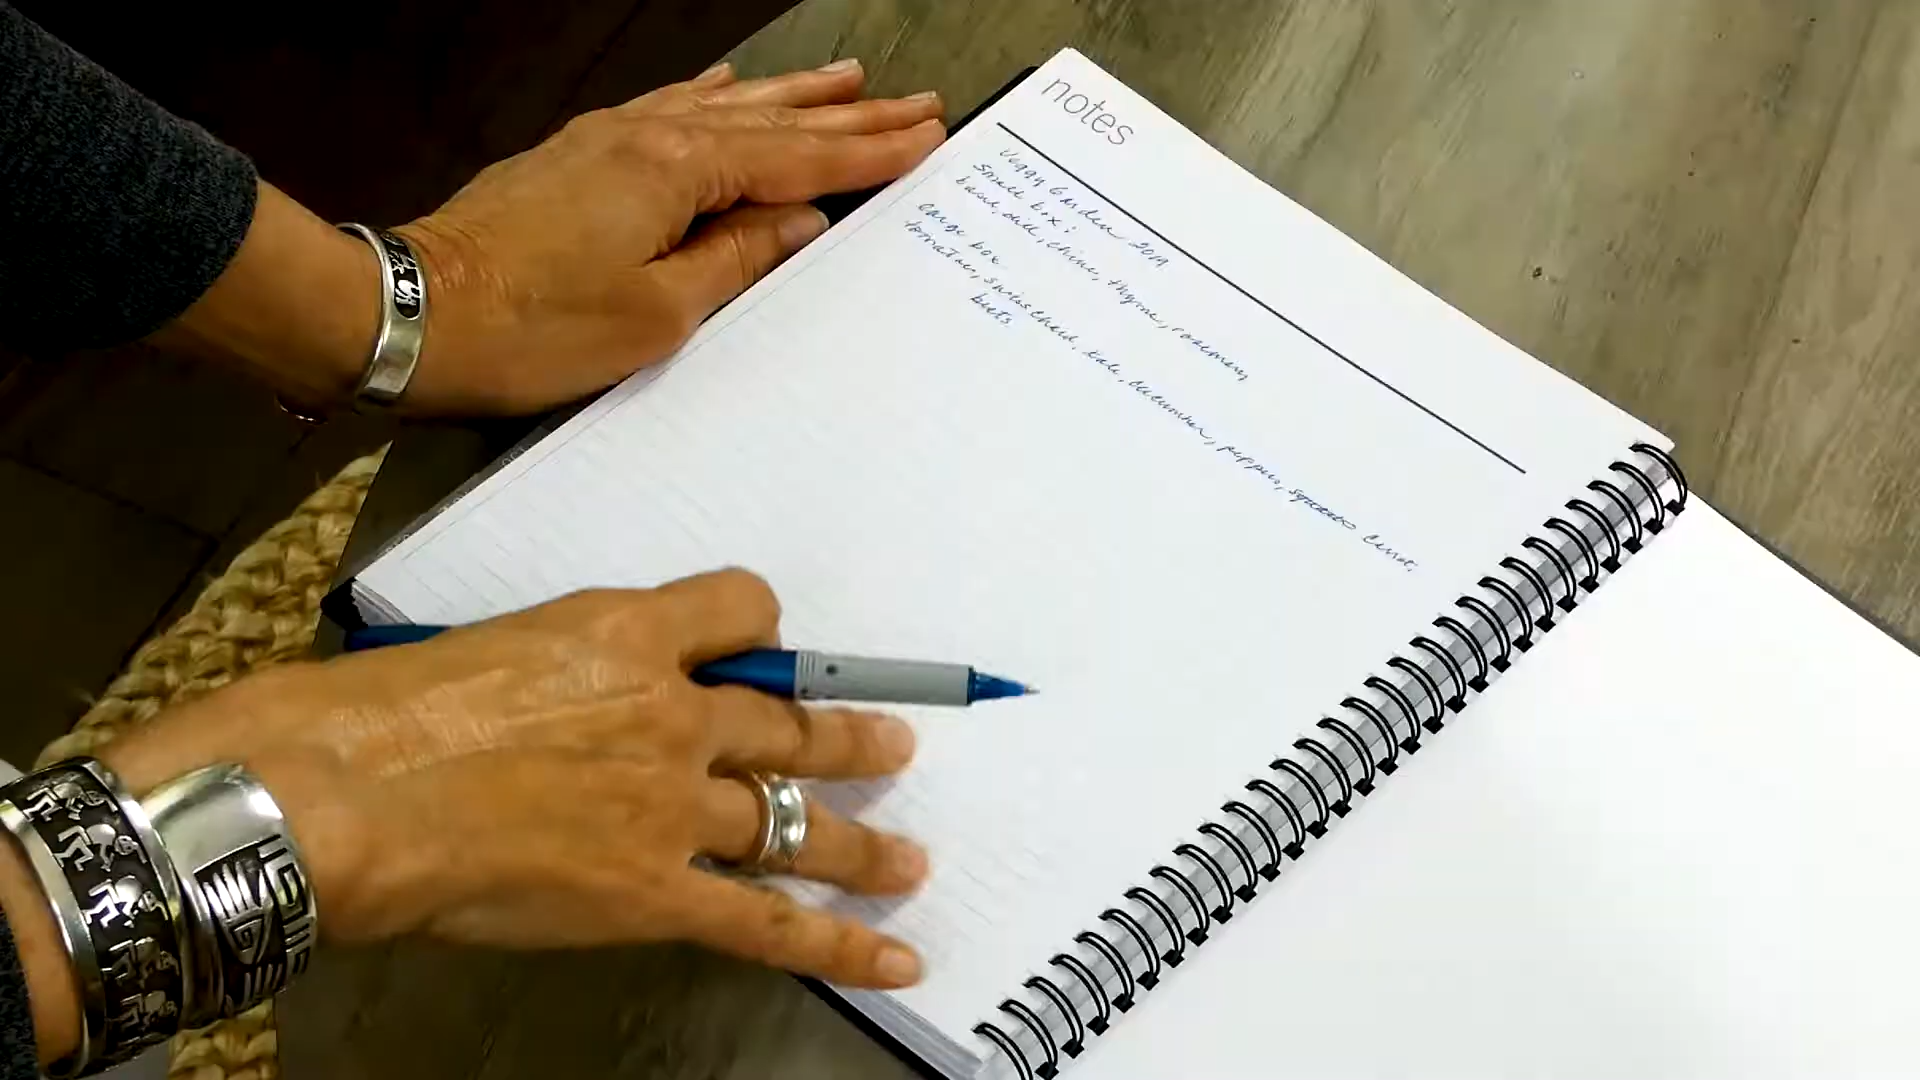 notes
Veggy Garden 2019
Small box:
basil, dill, chive, thyme, rosemary
Large box
tomatoes, swiss chard, kale, cucumber, peppers, squash carrot,
beets